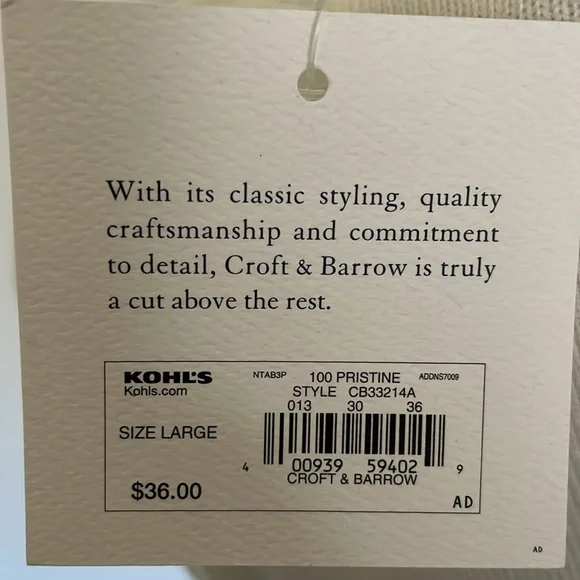 With its classic styling, quality
craftsmanship and commitment
to detail, Croft & Barrow is truly
a cut above the rest.
KOHL'S NTAB3P 100 PRISTINE ADDNS7009
Kohls.com STYLE CB33214A
013 30 36
SIZE LARGE
4 00939 59402 9
CROFT & BARROW
$36.00 AD
AD